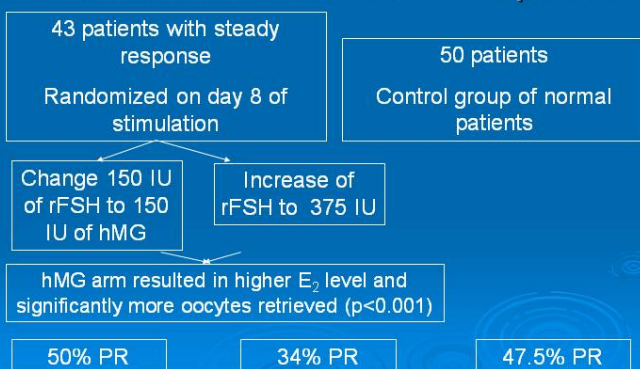 43 patients with steady
response
Randomized on day 8 of
stimulation
50 patients
Control group of normal
patients
Change 150 IU
of rFSH to 150
IU of hMG
Increase of
rFSH to 375 IU
hMG arm resulted in higher E₂ level and
significantly more oocytes retrieved (p<0.001)
50% PR
34% PR
47.5% PR